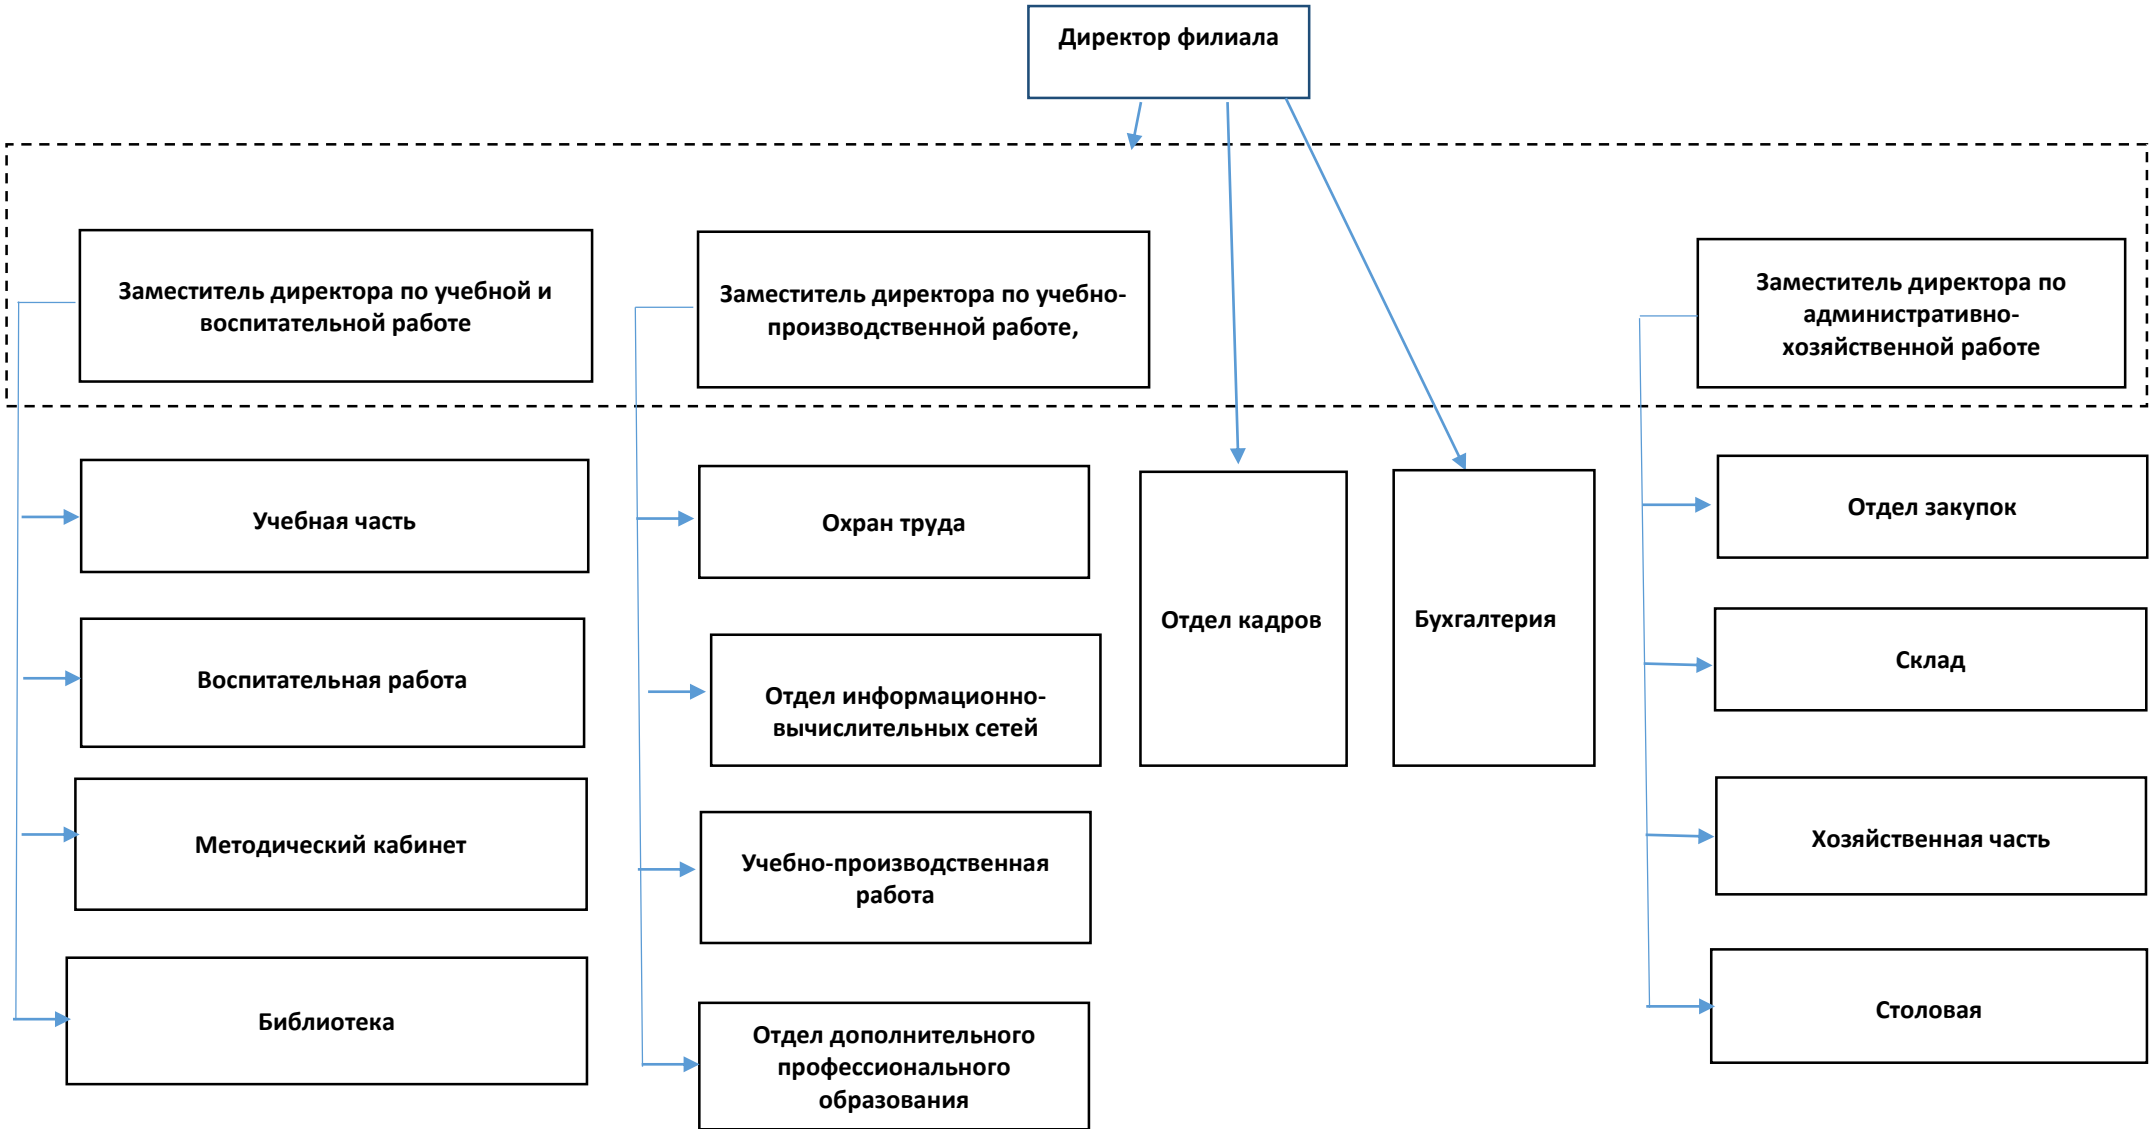 Директор филиала
Заместитель директора по учебной и
воспитательной работе
Заместитель директора по учебно-
производственной работе,
Заместитель директора по
административно-
хозяйственной работе
Учебная часть
Воспитательная работа
Методический кабинет
Библиотека
Охран труда
Отдел информационно-
вычислительных сетей
Учебно-производственная
работа
Отдел дополнительного
профессионального
образования
Отдел кадров
Бухгалтерия
Отдел закупок
Склад
Хозяйственная часть
Столовая